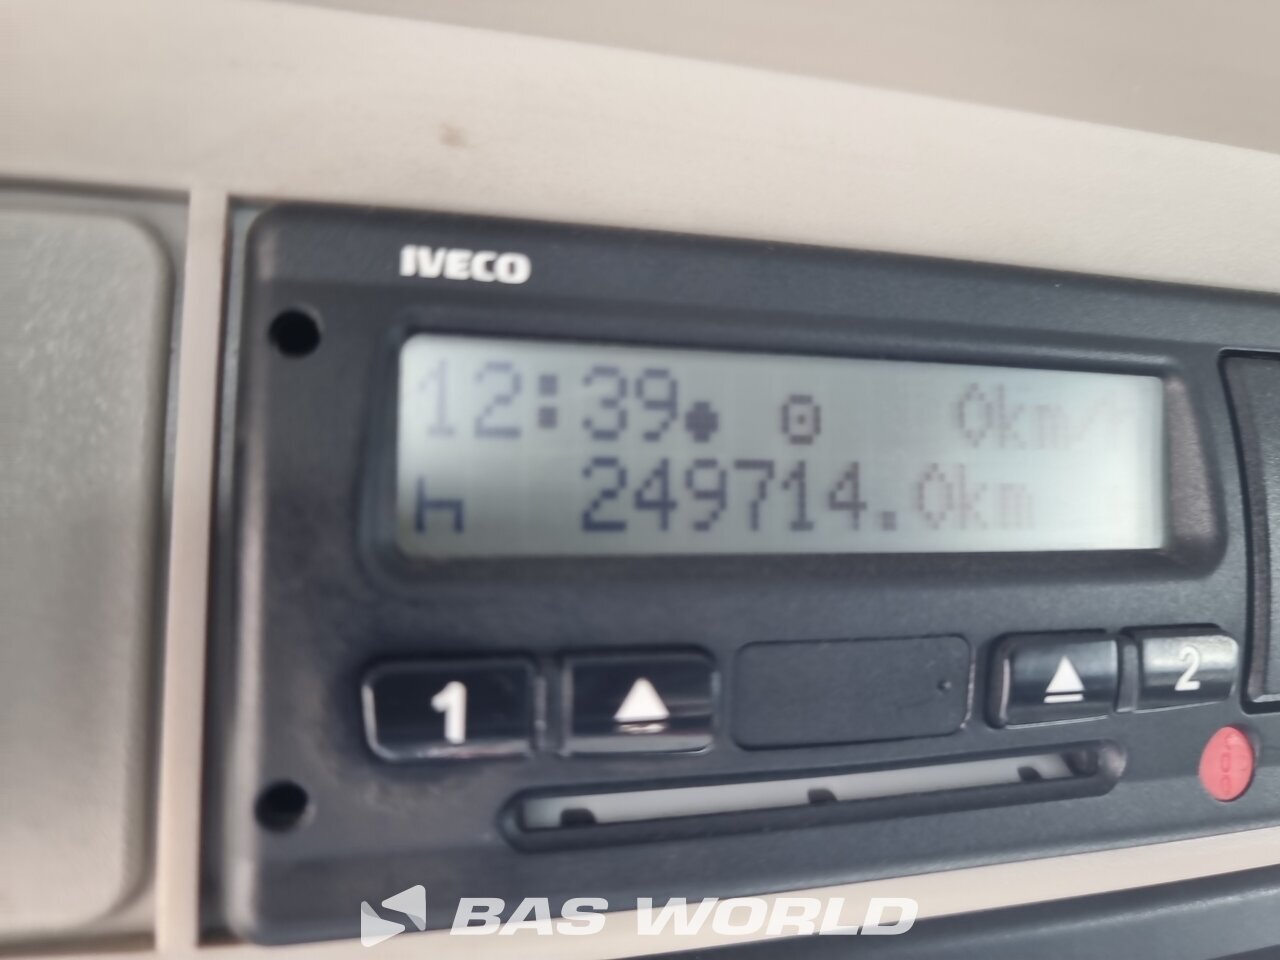 IVECO
12:39 0km/h
249714.0km
1
2
BAS WORLD